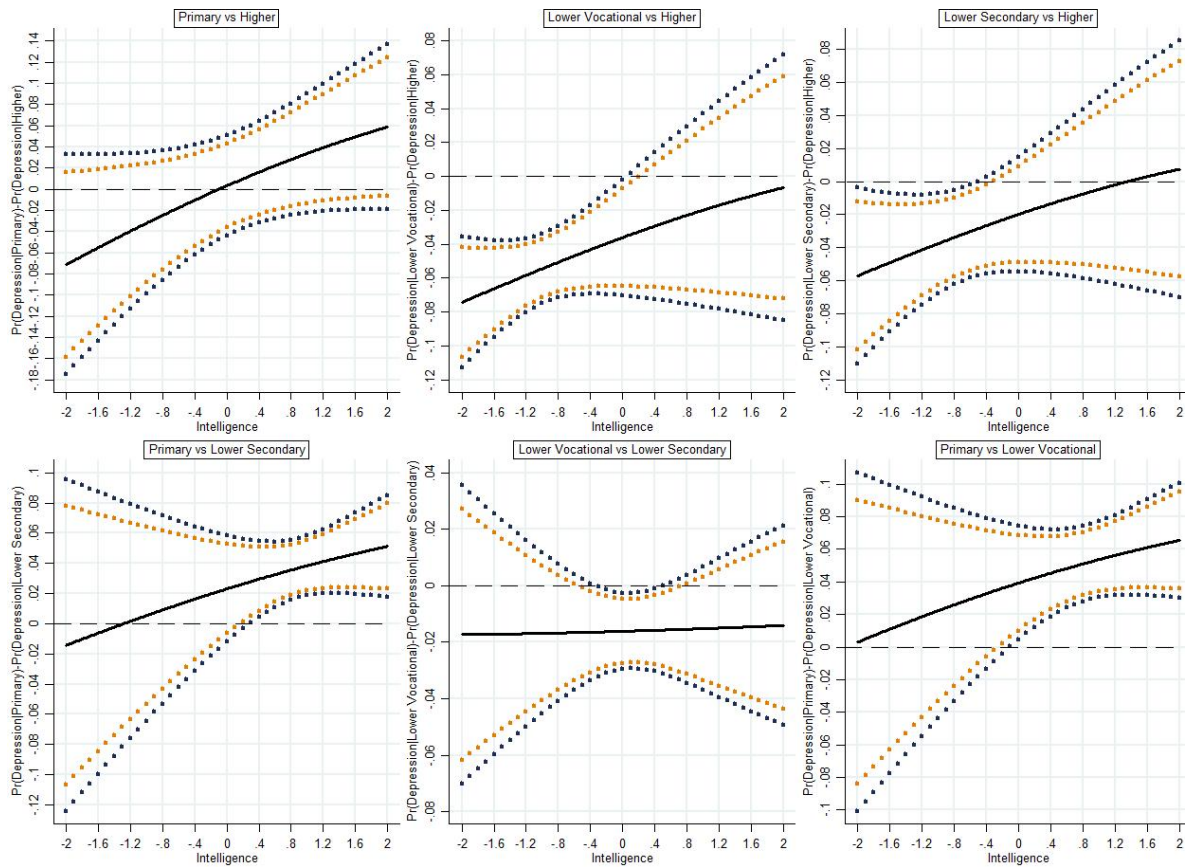 Primary vs Higher
Pr(Depression|Primary)-Pr(Depression|Higher)
.14
.12
.1
.08
.06
.04
.02
0
-.02
-.04
-.06
-.08
-.1
-.12
-.14
-.16
-.18
-2 -1.6 -1.2 -.8 -.4 0 .4 .8 1.2 1.6 2
Intelligence
Lower Vocational vs Higher
Pr(Depression|Lower Vocational)-Pr(Depression|Higher)
.08
.06
.04
.02
0
-.02
-.04
-.06
-.08
-.1
-.12
-2 -1.6 -1.2 -.8 -.4 0 .4 .8 1.2 1.6 2
Intelligence
Lower Secondary vs Higher
Pr(Depression|Lower Secondary)-Pr(Depression|Higher)
.08
.06
.04
.02
0
-.02
-.04
-.06
-.08
-.1
-.12
-2 -1.6 -1.2 -.8 -.4 0 .4 .8 1.2 1.6 2
Intelligence
Primary vs Lower Secondary
Pr(Depression|Primary)-Pr(Depression|Lower Secondary)
.1
.08
.06
.04
.02
0
-.02
-.04
-.06
-.08
-.1
-.12
-2 -1.6 -1.2 -.8 -.4 0 .4 .8 1.2 1.6 2
Intelligence
Lower Vocational vs Lower Secondary
Pr(Depression|Lower Vocational)-Pr(Depression|Lower Secondary)
.04
.02
0
-.02
-.04
-.06
-.08
-2 -1.6 -1.2 -.8 -.4 0 .4 .8 1.2 1.6 2
Intelligence
Primary vs Lower Vocational
Pr(Depression|Primary)-Pr(Depression|Lower Vocational)
.1
.08
.06
.04
.02
0
-.02
-.04
-.06
-.08
-.1
-2 -1.6 -1.2 -.8 -.4 0 .4 .8 1.2 1.6 2
Intelligence